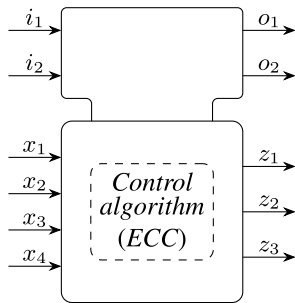 i₁ o₁
i₂ o₂
x₁ z₁
x₂ z₂
x₃ z₃
x₄
Control
algorithm
(ECC)